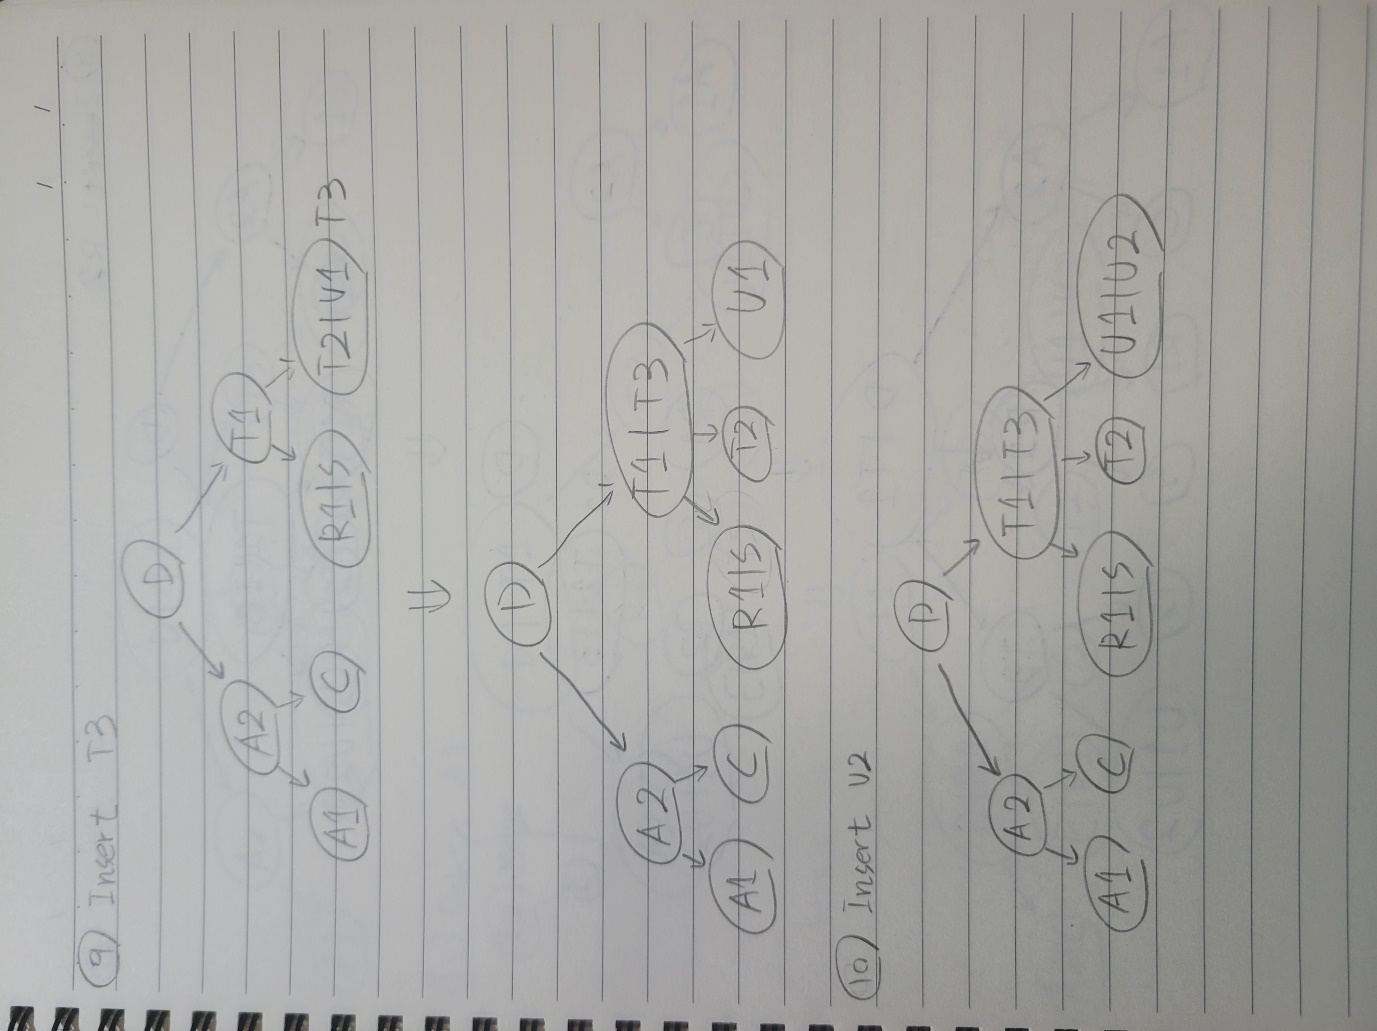 ⑨ Insert T3
D
A2 T1
A1 C R1|S T2|U1 T3
⇓
D
A2 T1|T3
A1 C R1|S T2 U1
⑩ Insert U2
D
A2 T1|T3
A1 C R1|S T2 U1|U2